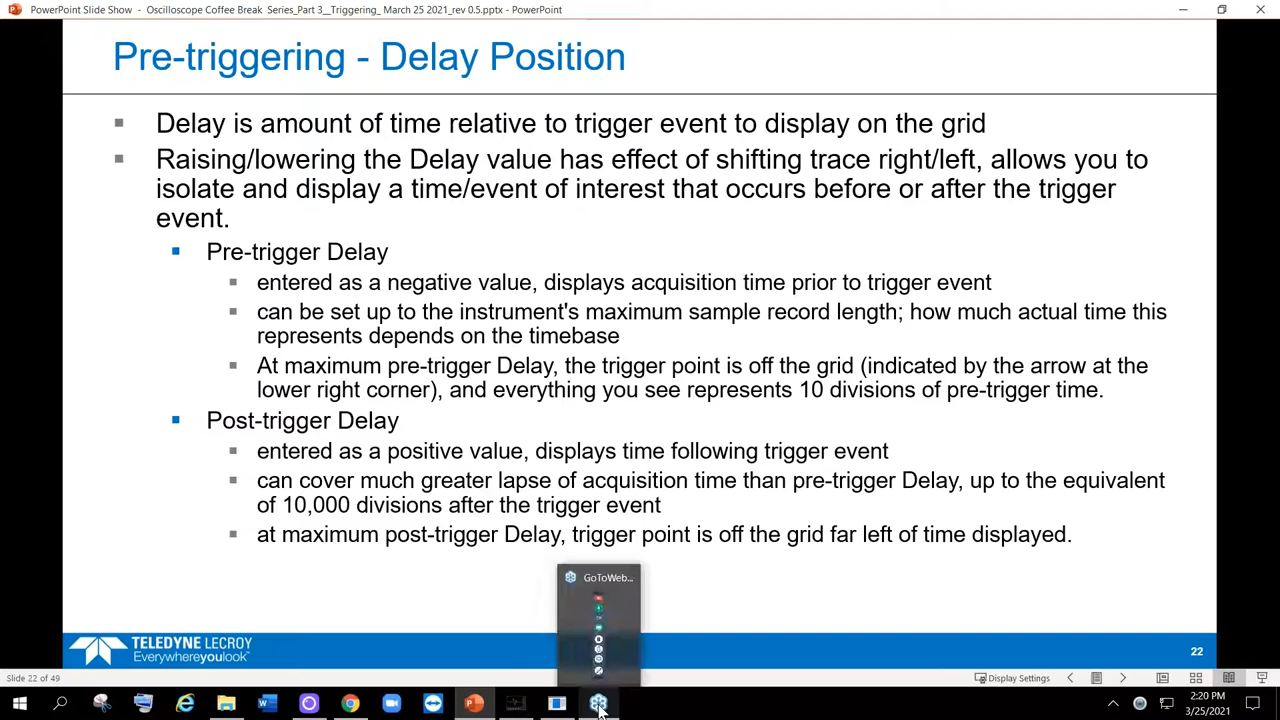 PowerPoint Slide Show - Oscilloscope Coffee Break Series_Part 3__Triggering_ March 25 2021_rev 0.5.pptx - PowerPoint
Pre-triggering - Delay Position
Delay is amount of time relative to trigger event to display on the grid
Raising/lowering the Delay value has effect of shifting trace right/left, allows you to
isolate and display a time/event of interest that occurs before or after the trigger
event.
Pre-trigger Delay
entered as a negative value, displays acquisition time prior to trigger event
can be set up to the instrument's maximum sample record length; how much actual time this
represents depends on the timebase
At maximum pre-trigger Delay, the trigger point is off the grid (indicated by the arrow at the
lower right corner), and everything you see represents 10 divisions of pre-trigger time.
Post-trigger Delay
entered as a positive value, displays time following trigger event
can cover much greater lapse of acquisition time than pre-trigger Delay, up to the equivalent
of 10,000 divisions after the trigger event
at maximum post-trigger Delay, trigger point is off the grid far left of time displayed.
GoToWeb...
TELEDYNE LECROY
Everywhereyoulook™
22
Slide 22 of 49
Display Settings
2:20 PM
3/25/2021